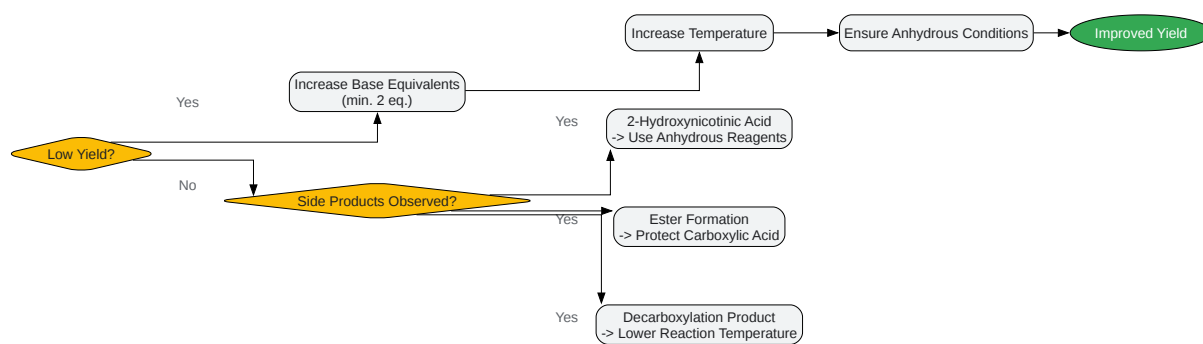 Increase Temperature
Ensure Anhydrous Conditions
Improved Yield
Increase Base Equivalents
(min. 2 eq.)
Yes
Yes
2-Hydroxynicotinic Acid
-> Use Anhydrous Reagents
Low Yield?
No
Side Products Observed?
Yes
Ester Formation
-> Protect Carboxylic Acid
Yes
Decarboxylation Product
-> Lower Reaction Temperature